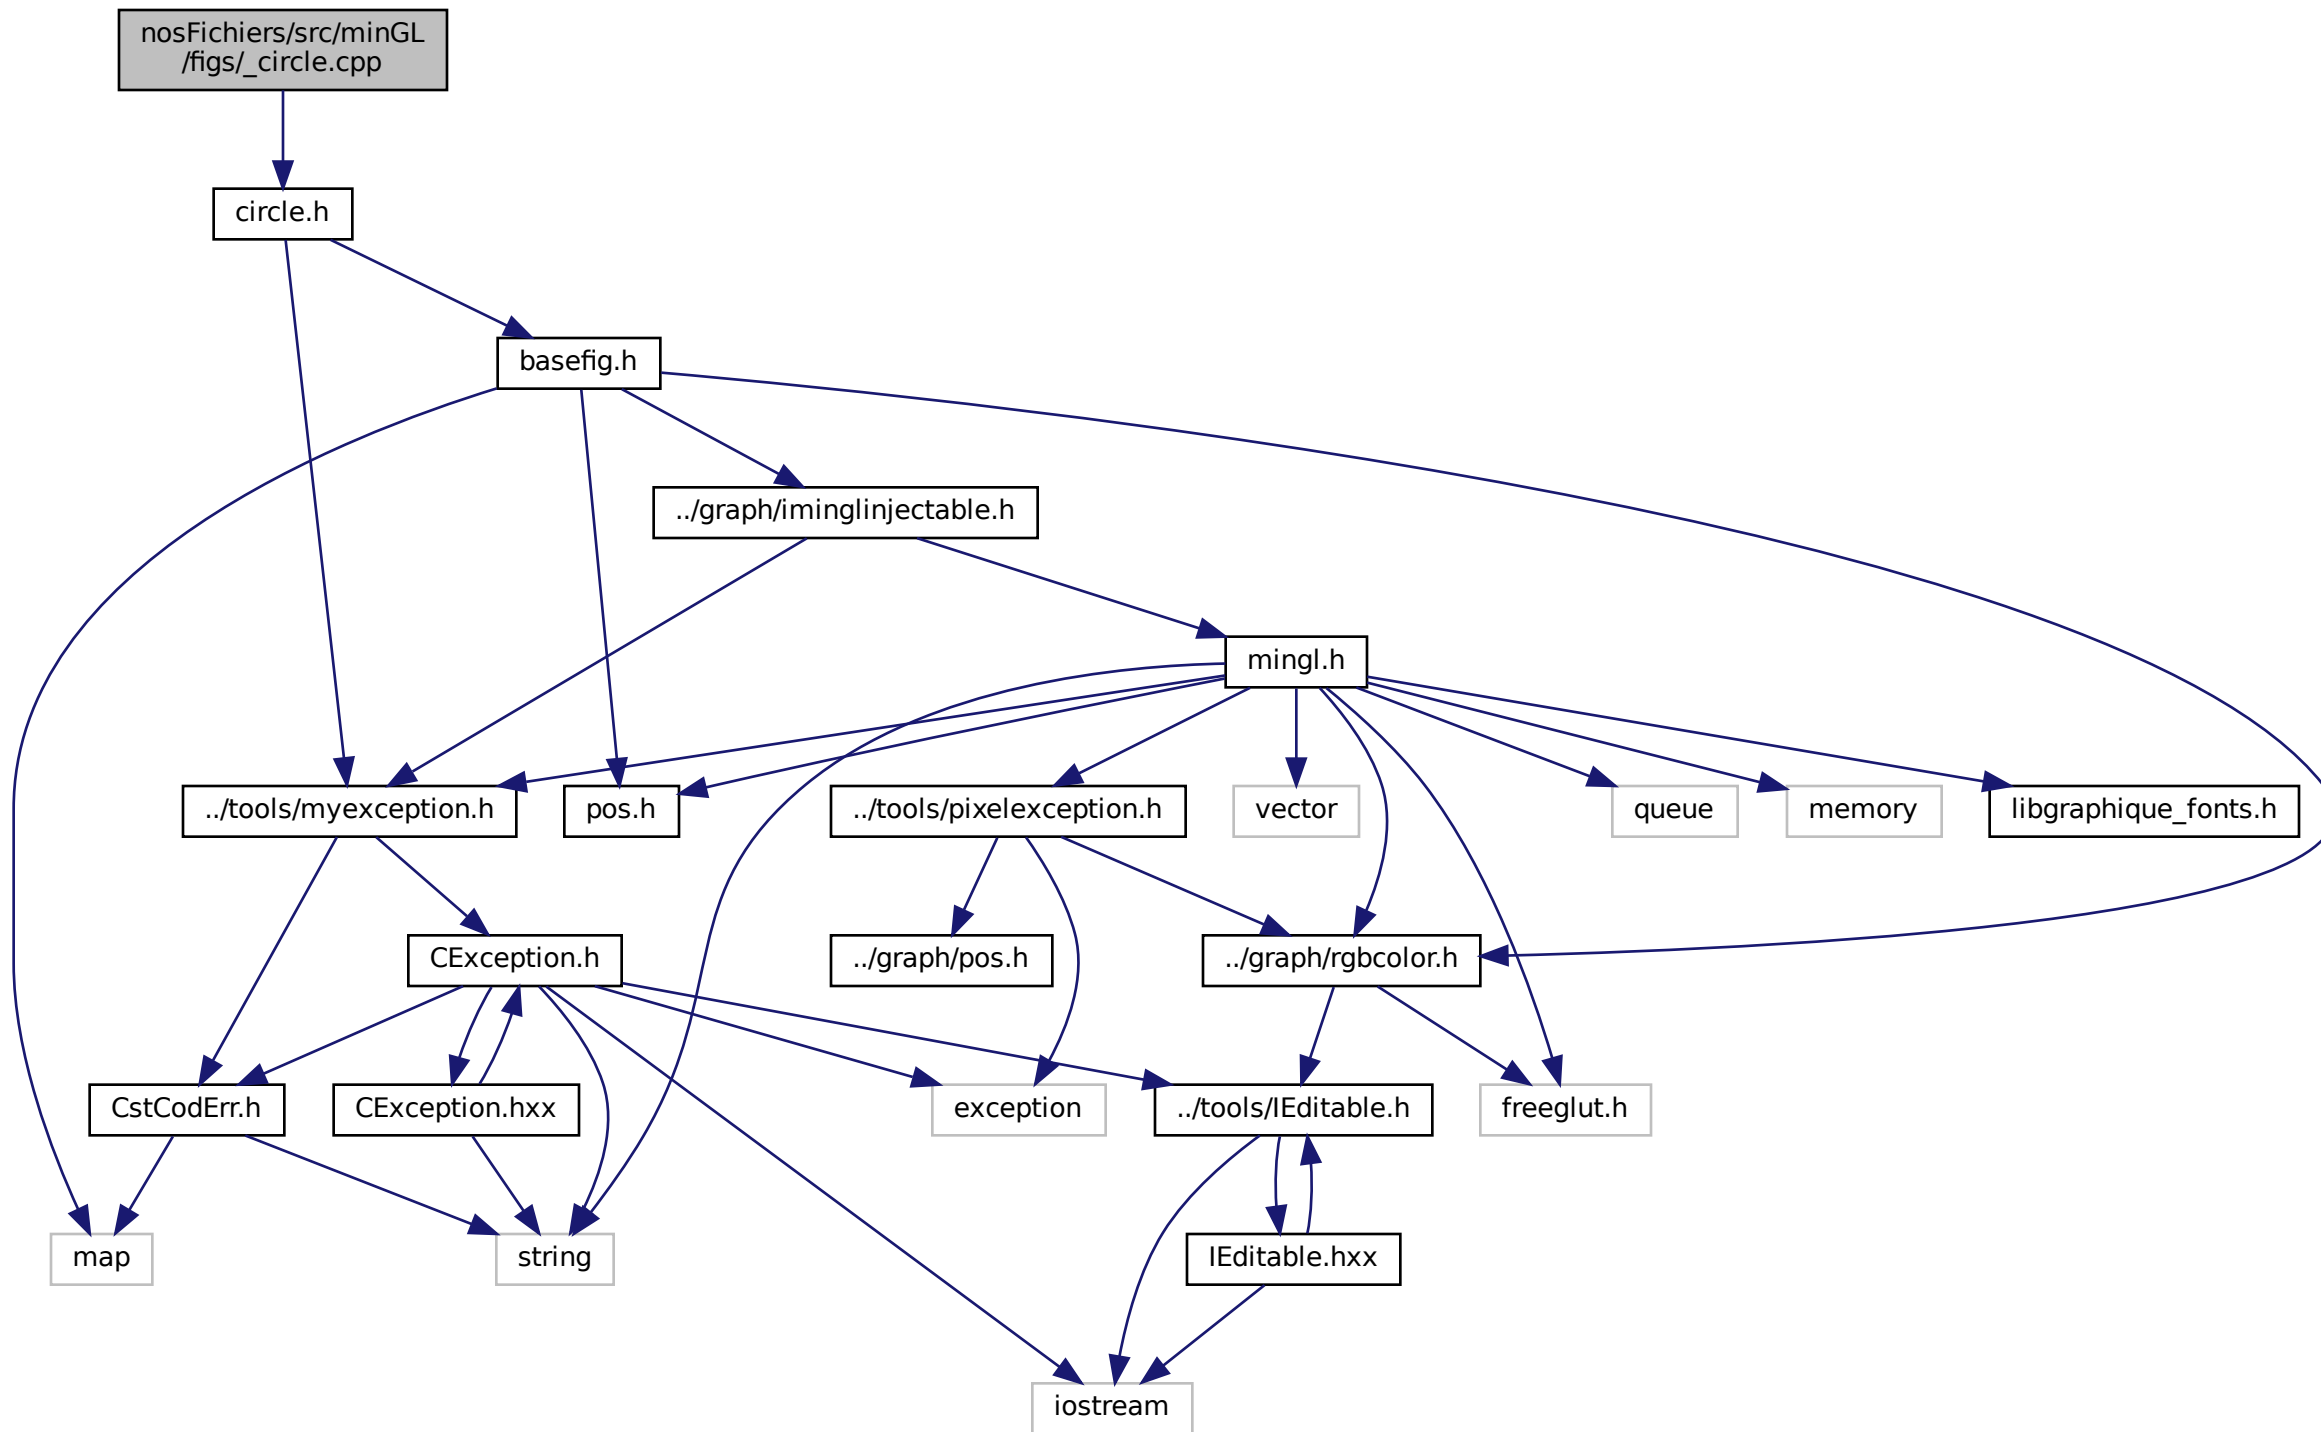 nosFichiers/src/minGL
/figs/_circle.cpp
circle.h
basefig.h
../graph/iminglinjectable.h
mingl.h
../tools/myexception.h
pos.h
../tools/pixelexception.h
vector
queue
memory
libgraphique_fonts.h
CException.h
../graph/pos.h
../graph/rgbcolor.h
CstCodErr.h
CException.hxx
exception
../tools/IEditable.h
freeglut.h
map
string
IEditable.hxx
iostream